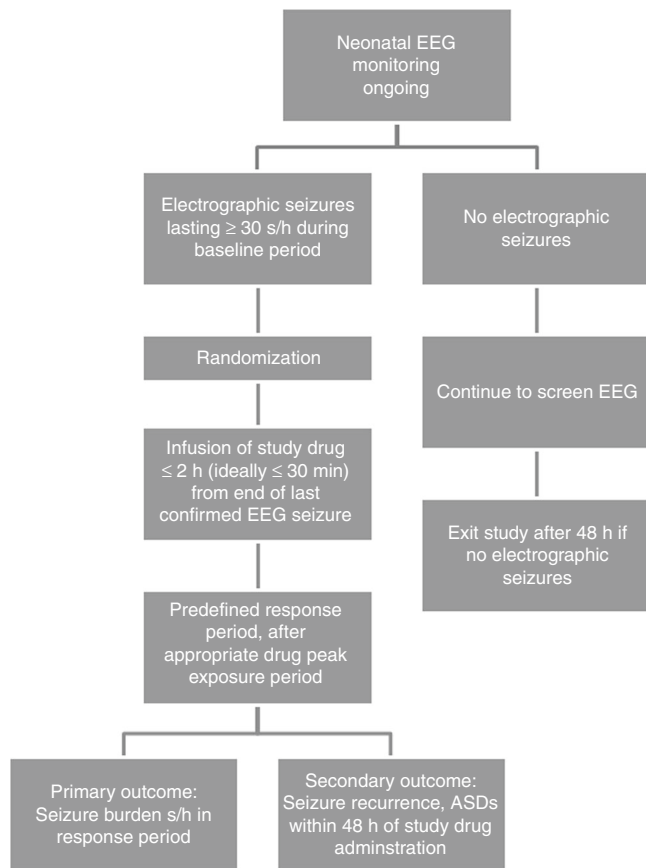 Neonatal EEG
monitoring
ongoing
Electrographic seizures
lasting ≥ 30 s/h during
baseline period
No electrographic
seizures
Randomization
Continue to screen EEG
Infusion of study drug
≤ 2 h (ideally ≤ 30 min)
from end of last
confirmed EEG seizure
Exit study after 48 h if
no electrographic
seizures
Predefined response
period, after
appropriate drug peak
exposure period
Primary outcome:
Seizure burden s/h in
response period
Secondary outcome:
Seizure recurrence, ASDs
within 48 h of study drug
adminstration